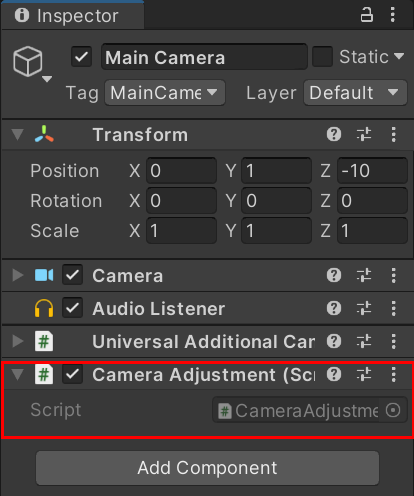 Inspector
Main Camera Static
Tag MainCame Layer Default
Transform
Position X 0 Y 1 Z -10
Rotation X 0 Y 0 Z 0
Scale X 1 Y 1 Z 1
Camera
Audio Listener
# Universal Additional Can
# Camera Adjustment (Scr
Script # CameraAdjustme
Add Component